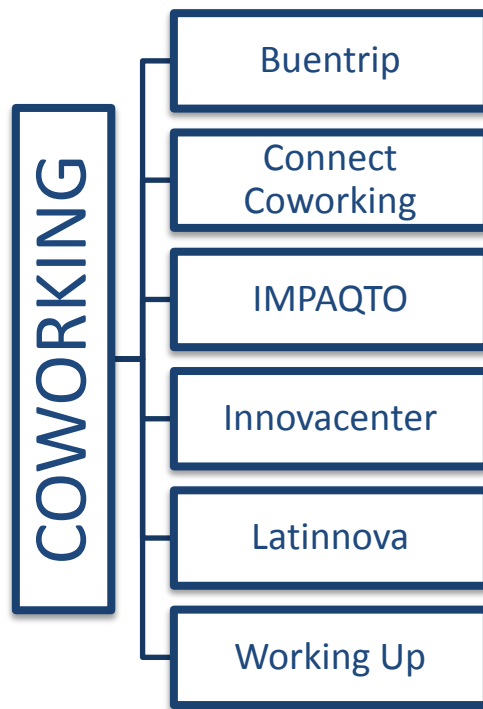 COWORKING
Buentrip
Connect
Coworking
IMPAQTO
Innovacenter
Latinnova
Working Up